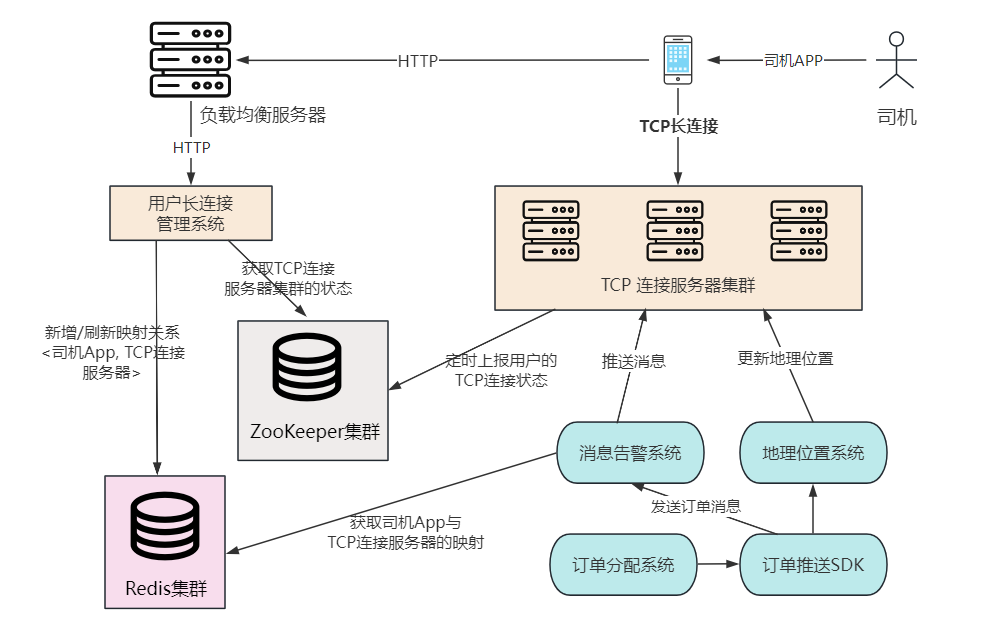 HTTP
司机APP
负载均衡服务器
司机
TCP长连接
HTTP
用户长连接
管理系统
获取TCP连接
服务器集群的状态
TCP 连接服务器集群
新增/刷新映射关系
<司机App, TCP连接
服务器>
定时上报用户的
TCP连接状态
推送消息
更新地理位置
ZooKeeper集群
消息告警系统
地理位置系统
发送订单消息
获取司机App与
TCP连接服务器的映射
订单分配系统
订单推送SDK
Redis集群